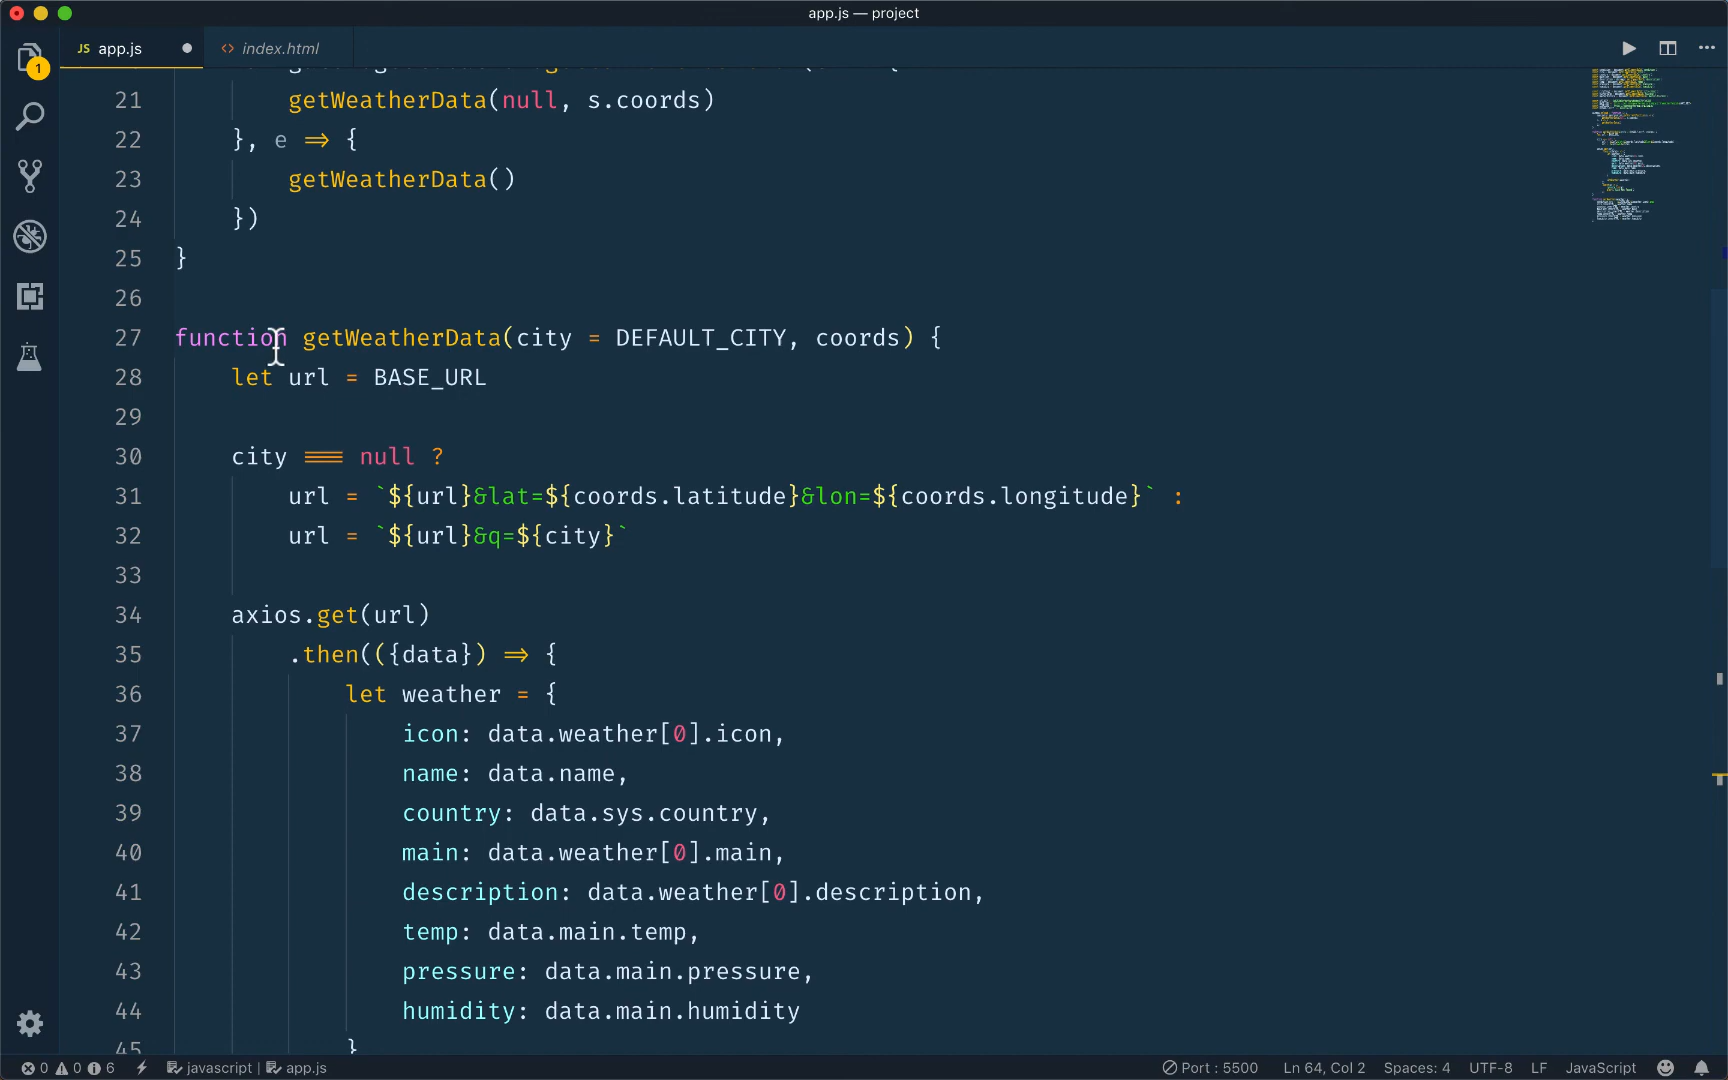 app.js — project
JS app.js ●
<> index.html
21 getWeatherData(null, s.coords)
22 }, e => {
23 getWeatherData()
24 })
25 }
26
27 function getWeatherData(city = DEFAULT_CITY, coords) {
28 let url = BASE_URL
29
30 city === null ?
31 url = `${url}&lat=${coords.latitude}&lon=${coords.longitude}` :
32 url = `${url}&q=${city}`
33
34 axios.get(url)
35 .then(({data}) => {
36 let weather = {
37 icon: data.weather[0].icon,
38 name: data.name,
39 country: data.sys.country,
40 main: data.weather[0].main,
41 description: data.weather[0].description,
42 temp: data.main.temp,
43 pressure: data.main.pressure,
44 humidity: data.main.humidity
45 }
1
0 0 6 javascript | app.js
Port : 5500 Ln 64, Col 2 Spaces: 4 UTF-8 LF JavaScript